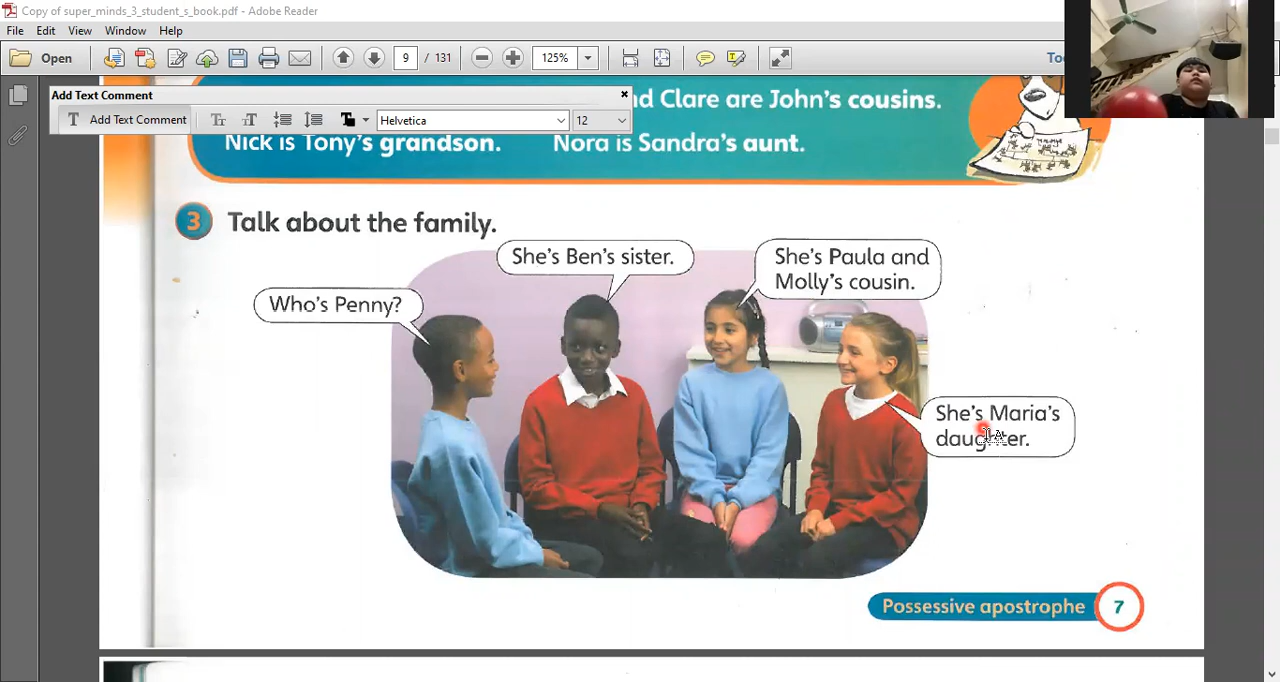 Copy of super_minds_3_student_s_book.pdf - Adobe Reader
File Edit View Window Help
Open 9 / 131 125%
Add Text Comment
Add Text Comment Helvetica 12
d Clare are John's cousins.
Nick is Tony's grandson. Nora is Sandra's aunt.
3 Talk about the family.
She's Ben's sister.
She's Paula and
Molly's cousin.
Who's Penny?
She's Maria's
daughter.
Possessive apostrophe 7